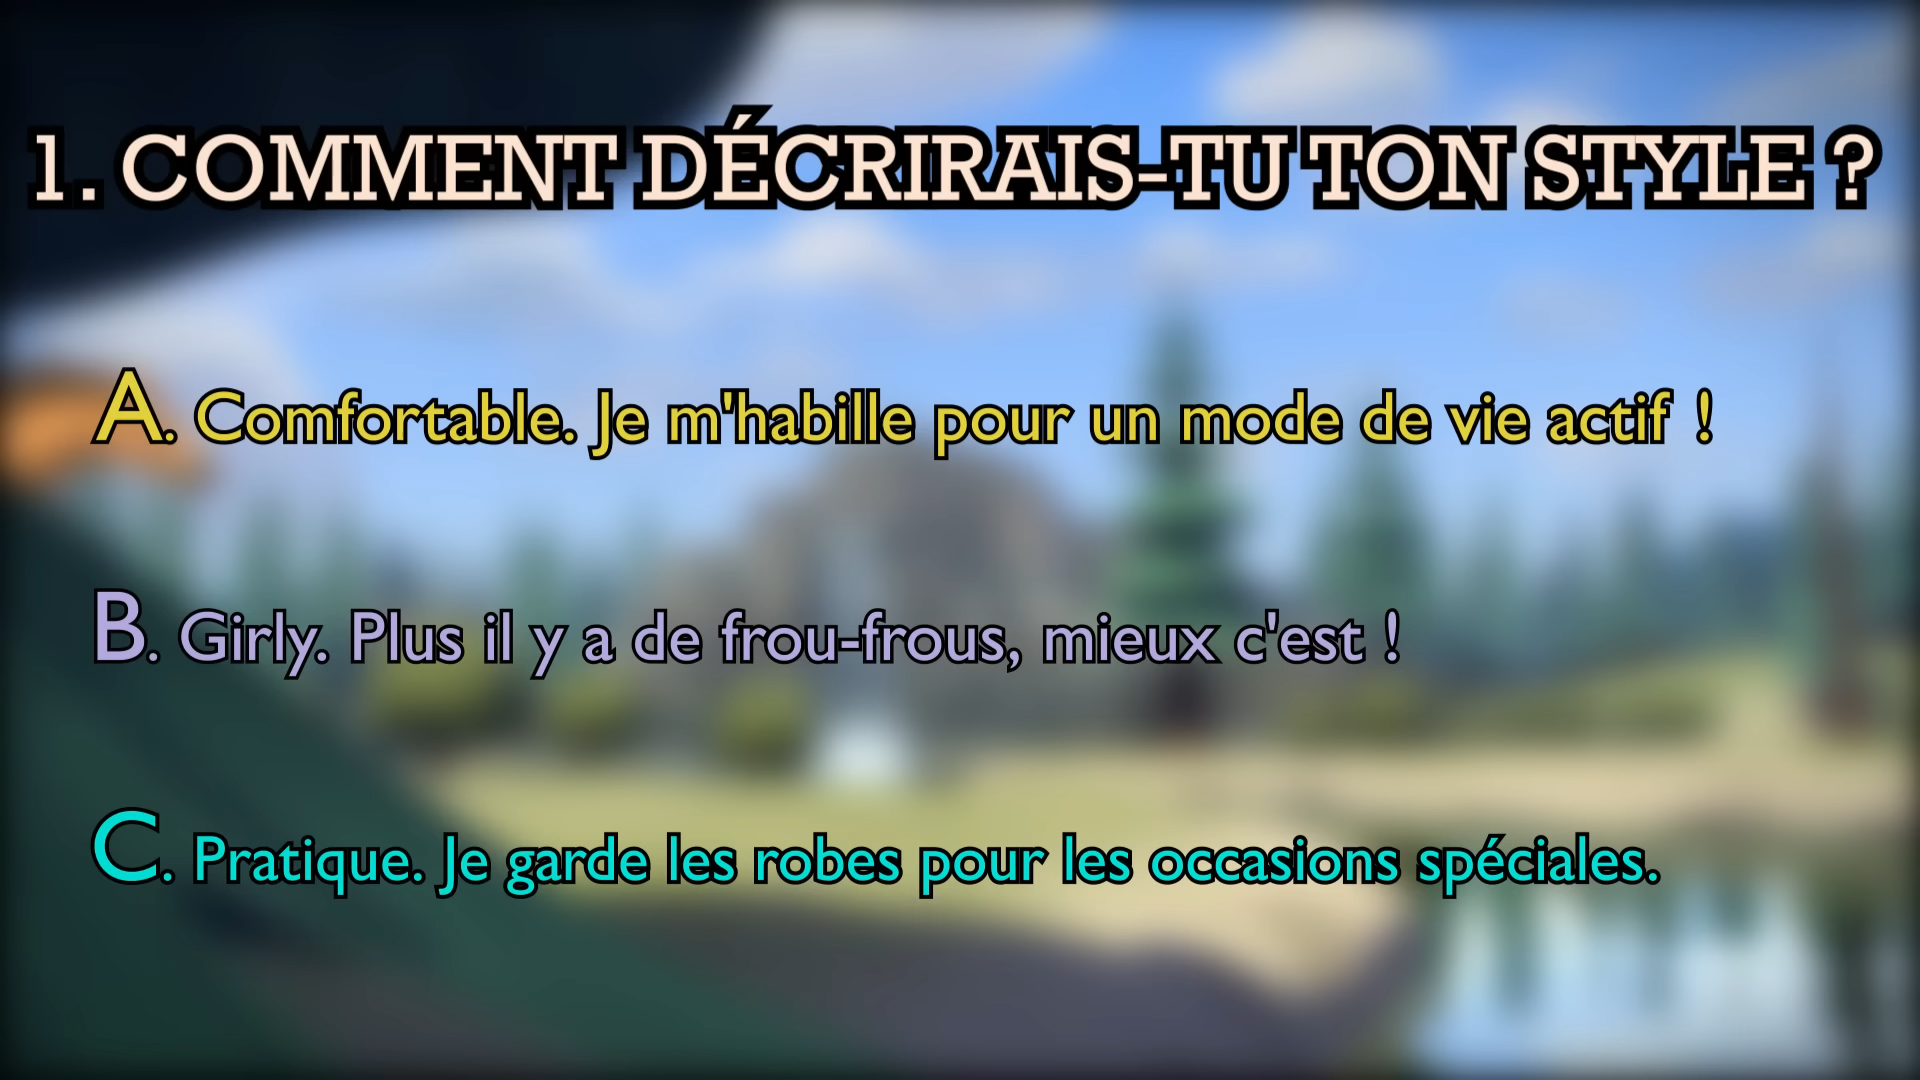 1. COMMENT DÉCRIRAIS-TU TON STYLE ?
A. Comfortable. Je m'habille pour un mode de vie actif !
B. Girly. Plus il y a de frou-frous, mieux c'est !
C. Pratique. Je garde les robes pour les occasions spéciales.